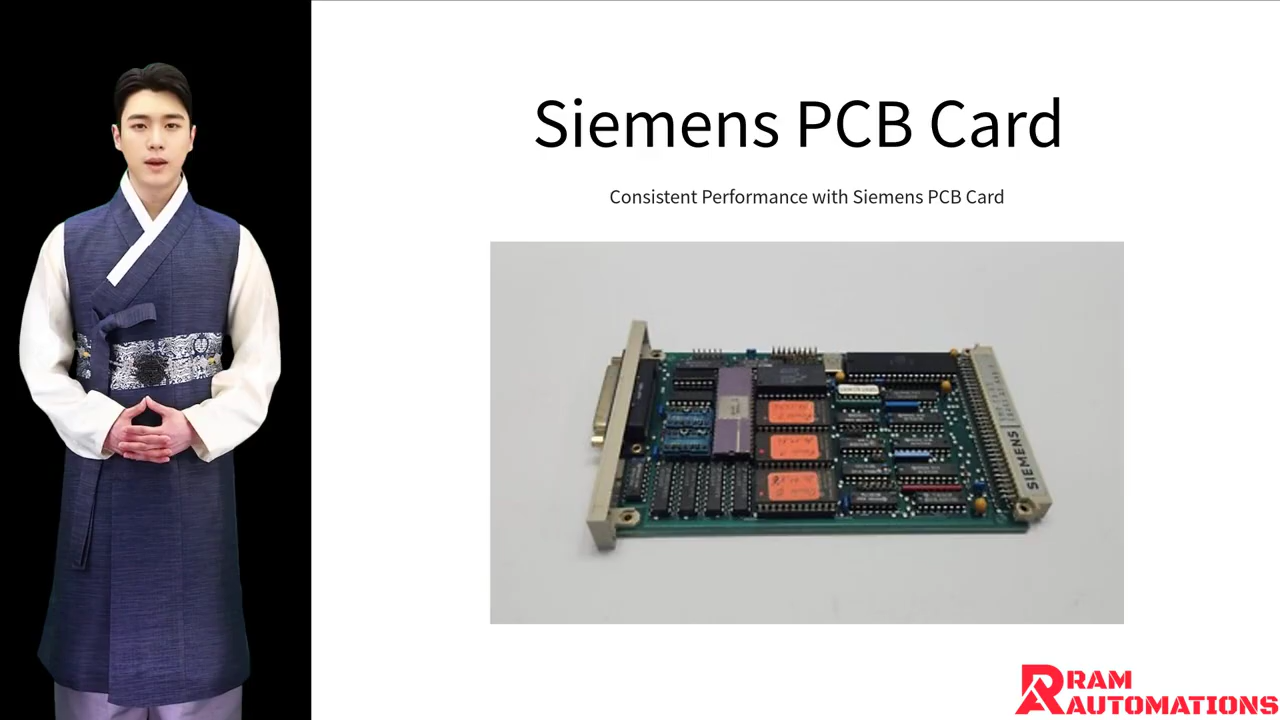 Siemens PCB Card
Consistent Performance with Siemens PCB Card
SIEMENS
RAM
AUTOMATIONS